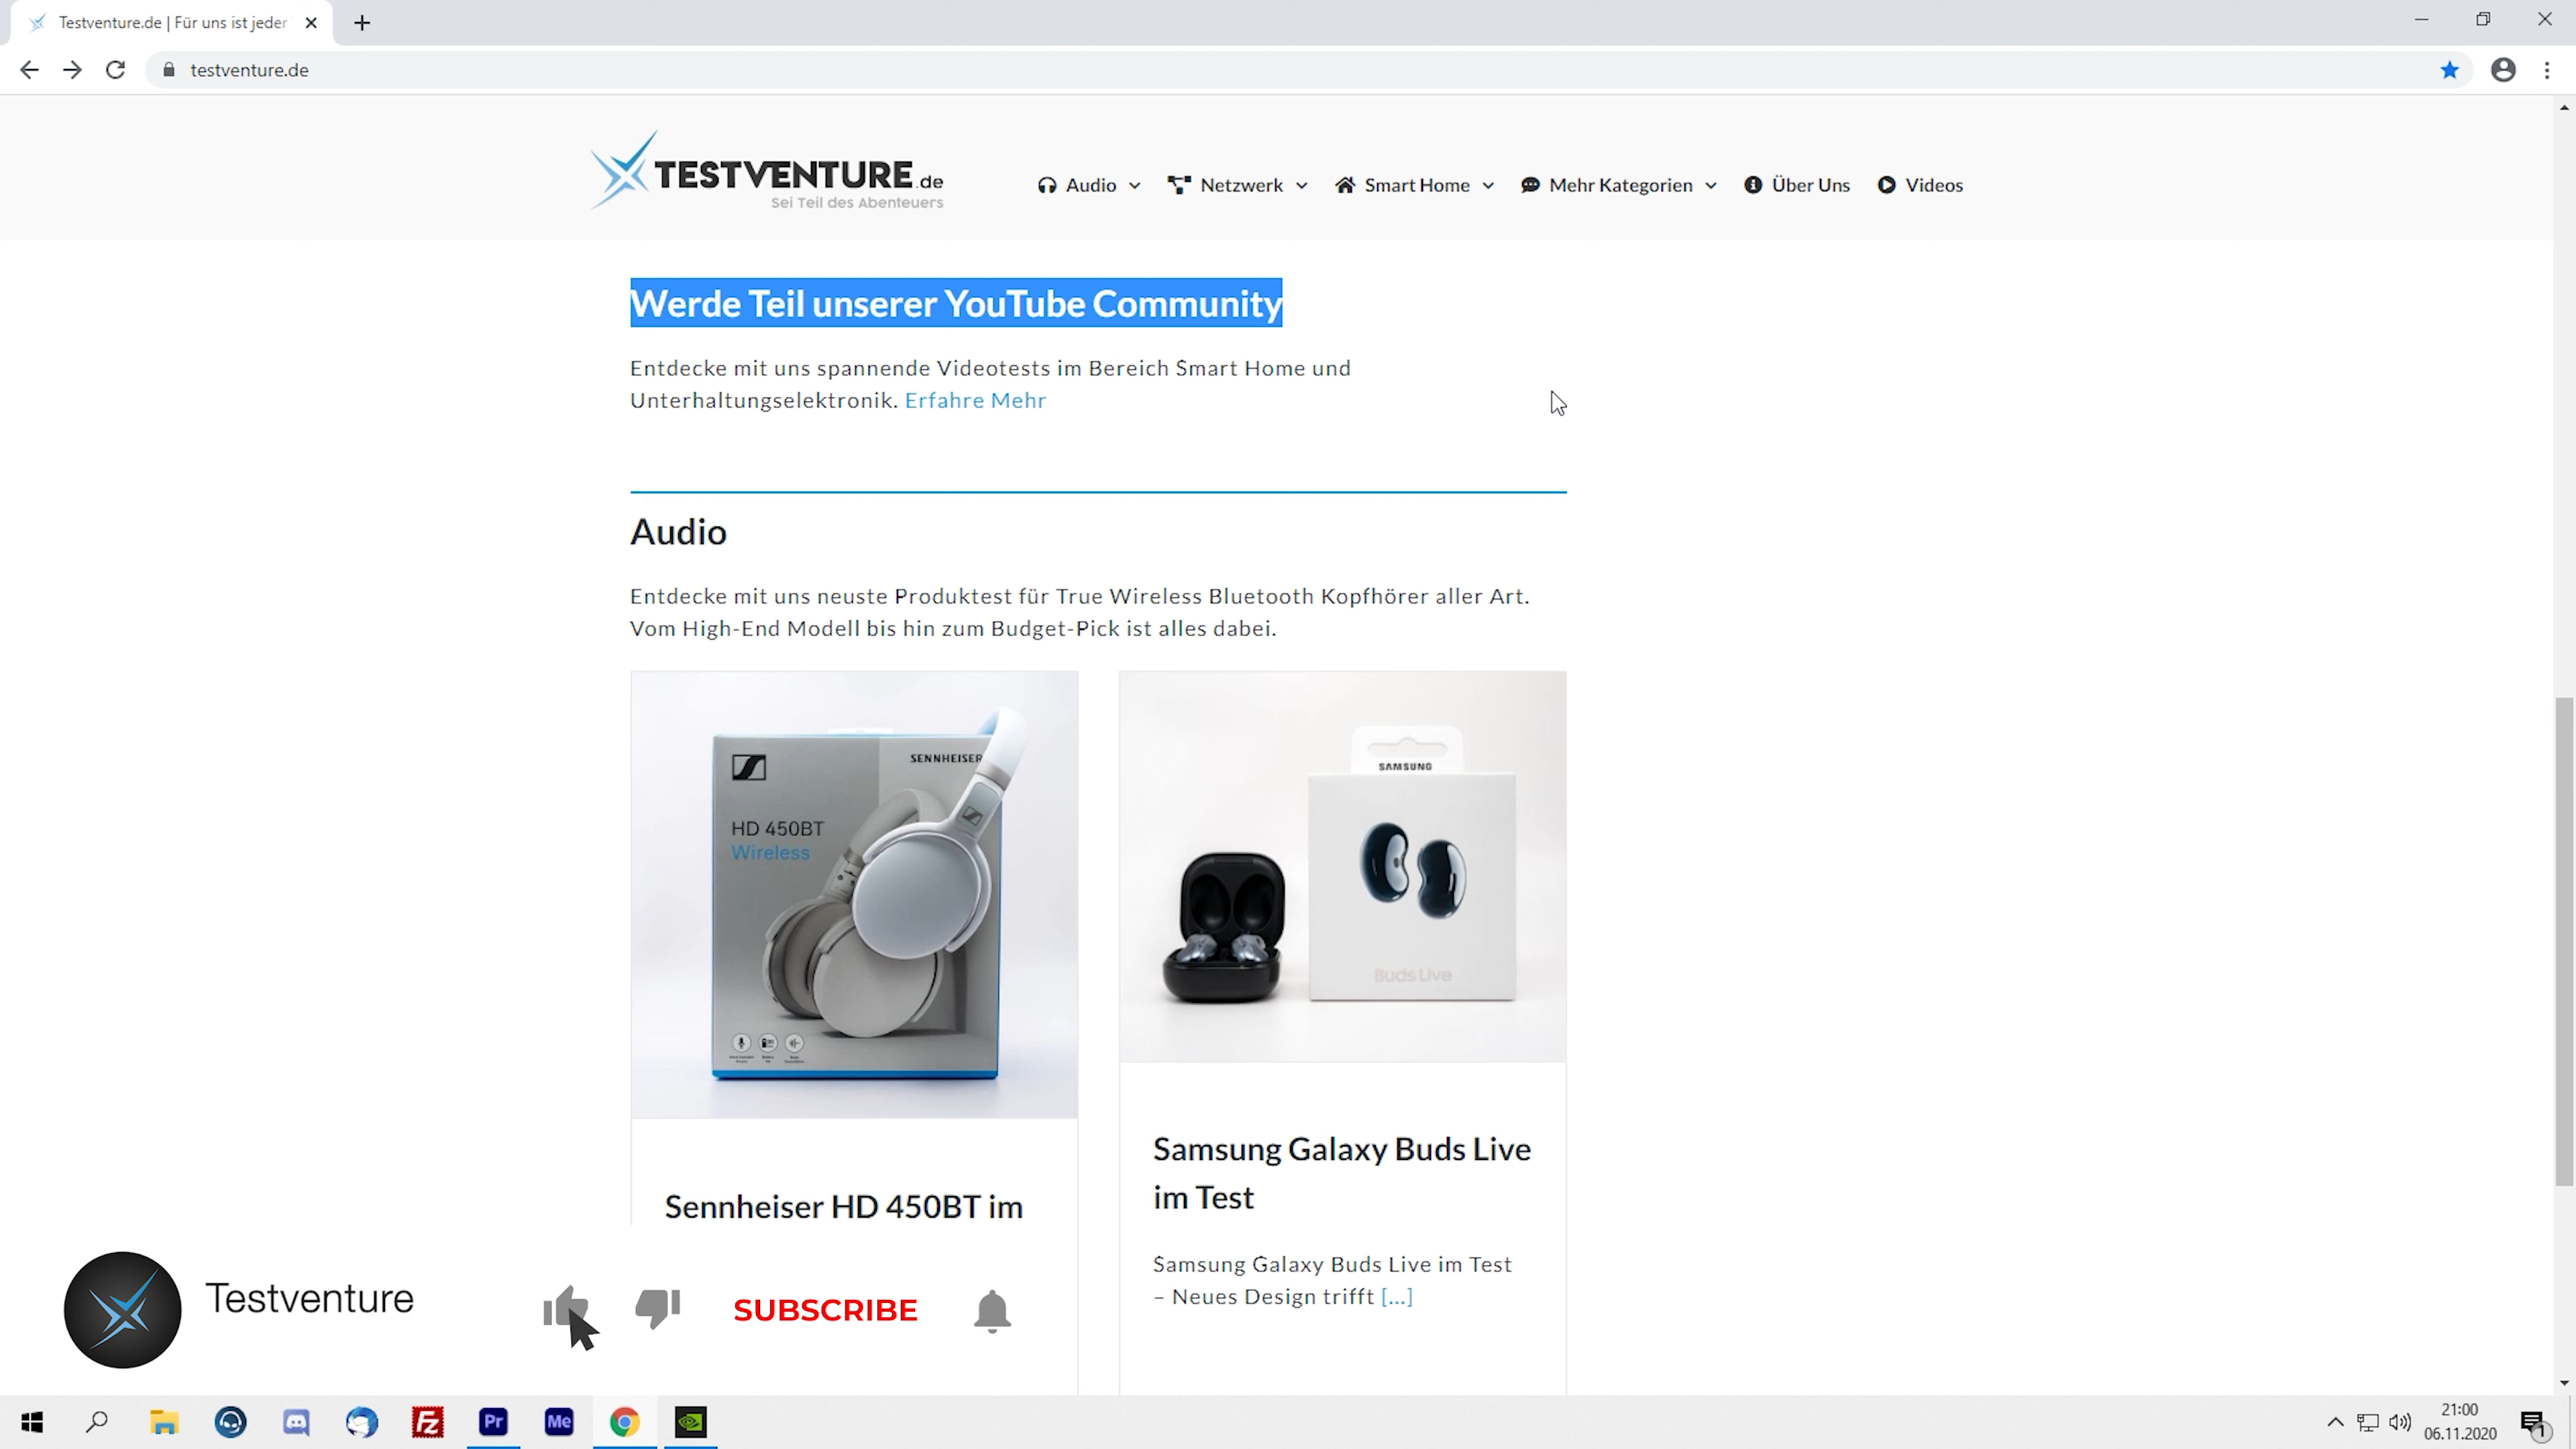 Testventure.de | Für uns ist jeder
testventure.de
TESTVENTURE.de
Sei Teil des Abenteuers
Audio
Netzwerk
Smart Home
Mehr Kategorien
Über Uns
Videos
Werde Teil unserer YouTube Community
Entdecke mit uns spannende Videotests im Bereich Smart Home und
Unterhaltungselektronik. Erfahre Mehr
Audio
Entdecke mit uns neuste Produktest für True Wireless Bluetooth Kopfhörer aller Art.
Vom High-End Modell bis hin zum Budget-Pick ist alles dabei.
SENNHEISER
HD 450BT
Wireless
SAMSUNG
Buds Live
Sennheiser HD 450BT im
Samsung Galaxy Buds Live
im Test
Samsung Galaxy Buds Live im Test
– Neues Design trifft [...]
Testventure
SUBSCRIBE
Fz
Pr
Me
21:00
06.11.2020
1